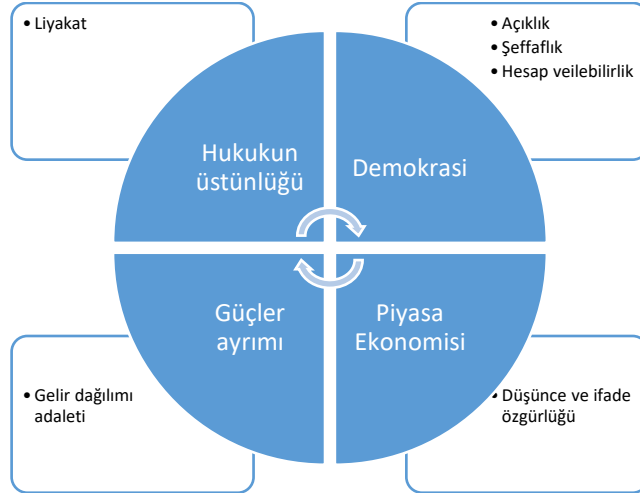 • Liyakat
• Açıklık
• Şeffaflık
• Hesap veilebilirlik
Hukukun
üstünlüğü
Demokrasi
Güçler
ayrımı
Piyasa
Ekonomisi
• Gelir dağılımı
adaleti
• Düşünce ve ifade
özgürlüğü